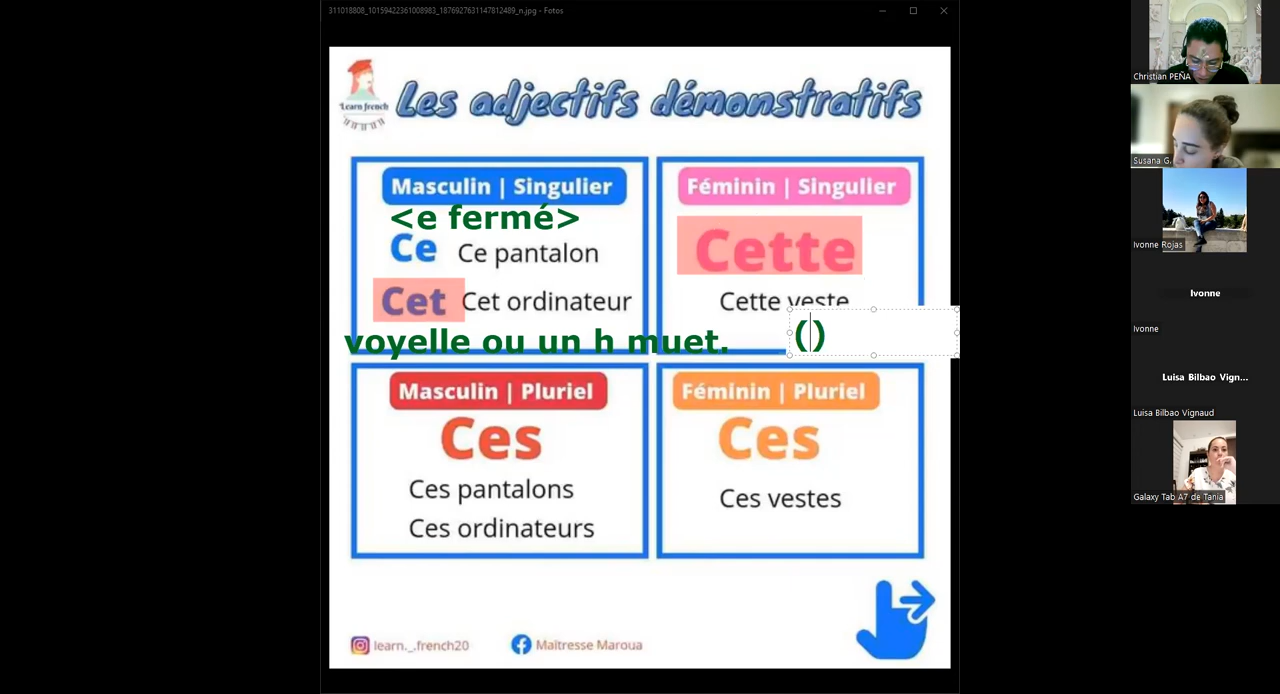 311018808_10159422361008983_1876927631147812489_n.jpg - Fotos
Learn french
Les adjectifs démonstratifs
Masculin | Singulier
<e fermé>
Ce Ce pantalon
Cet Cet ordinateur
voyelle ou un h muet.
Féminin | Singulier
Cette
Cette veste
()
Masculin | Pluriel
Ces
Ces pantalons
Ces ordinateurs
Féminin | Pluriel
Ces
Ces vestes
learn._.french20
Maîtresse Maroua
Christian PEÑA
Susana G.
Ivonne Rojas
Ivonne
Ivonne
Luisa Bilbao Vign...
Luisa Bilbao Vignaud
Galaxy Tab A7 de Tania